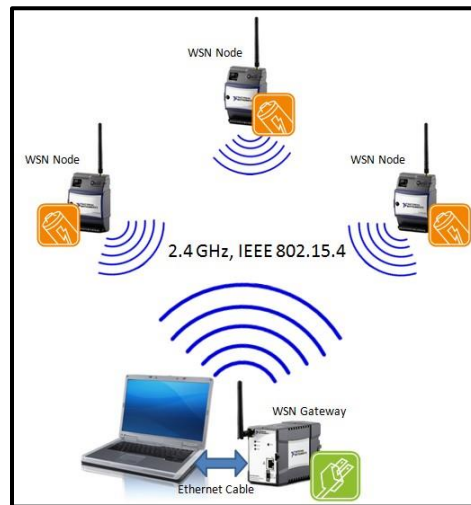 WSN Node
WSN Node
WSN Node
2.4 GHz, IEEE 802.15.4
WSN Gateway
Ethernet Cable